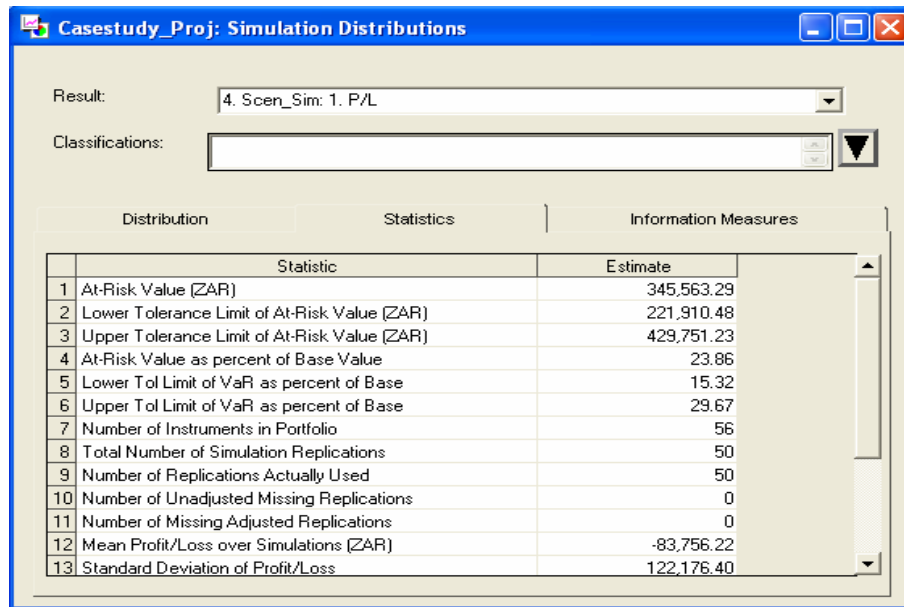 Casestudy_Proj: Simulation Distributions
Result: 4. Scen_Sim: 1. P/L
Classifications:
Distribution Statistics Information Measures
Statistic Estimate
1 At-Risk Value (ZAR) 345,563.29
2 Lower Tolerance Limit of At-Risk Value (ZAR) 221,910.48
3 Upper Tolerance Limit of At-Risk Value (ZAR) 429,751.23
4 At-Risk Value as percent of Base Value 23.86
5 Lower Tol Limit of VaR as percent of Base 15.32
6 Upper Tol Limit of VaR as percent of Base 29.67
7 Number of Instruments in Portfolio 56
8 Total Number of Simulation Replications 50
9 Number of Replications Actually Used 50
10 Number of Unadjusted Missing Replications 0
11 Number of Missing Adjusted Replications 0
12 Mean Profit/Loss over Simulations (ZAR) -83,756.22
13 Standard Deviation of Profit/Loss 122,176.40